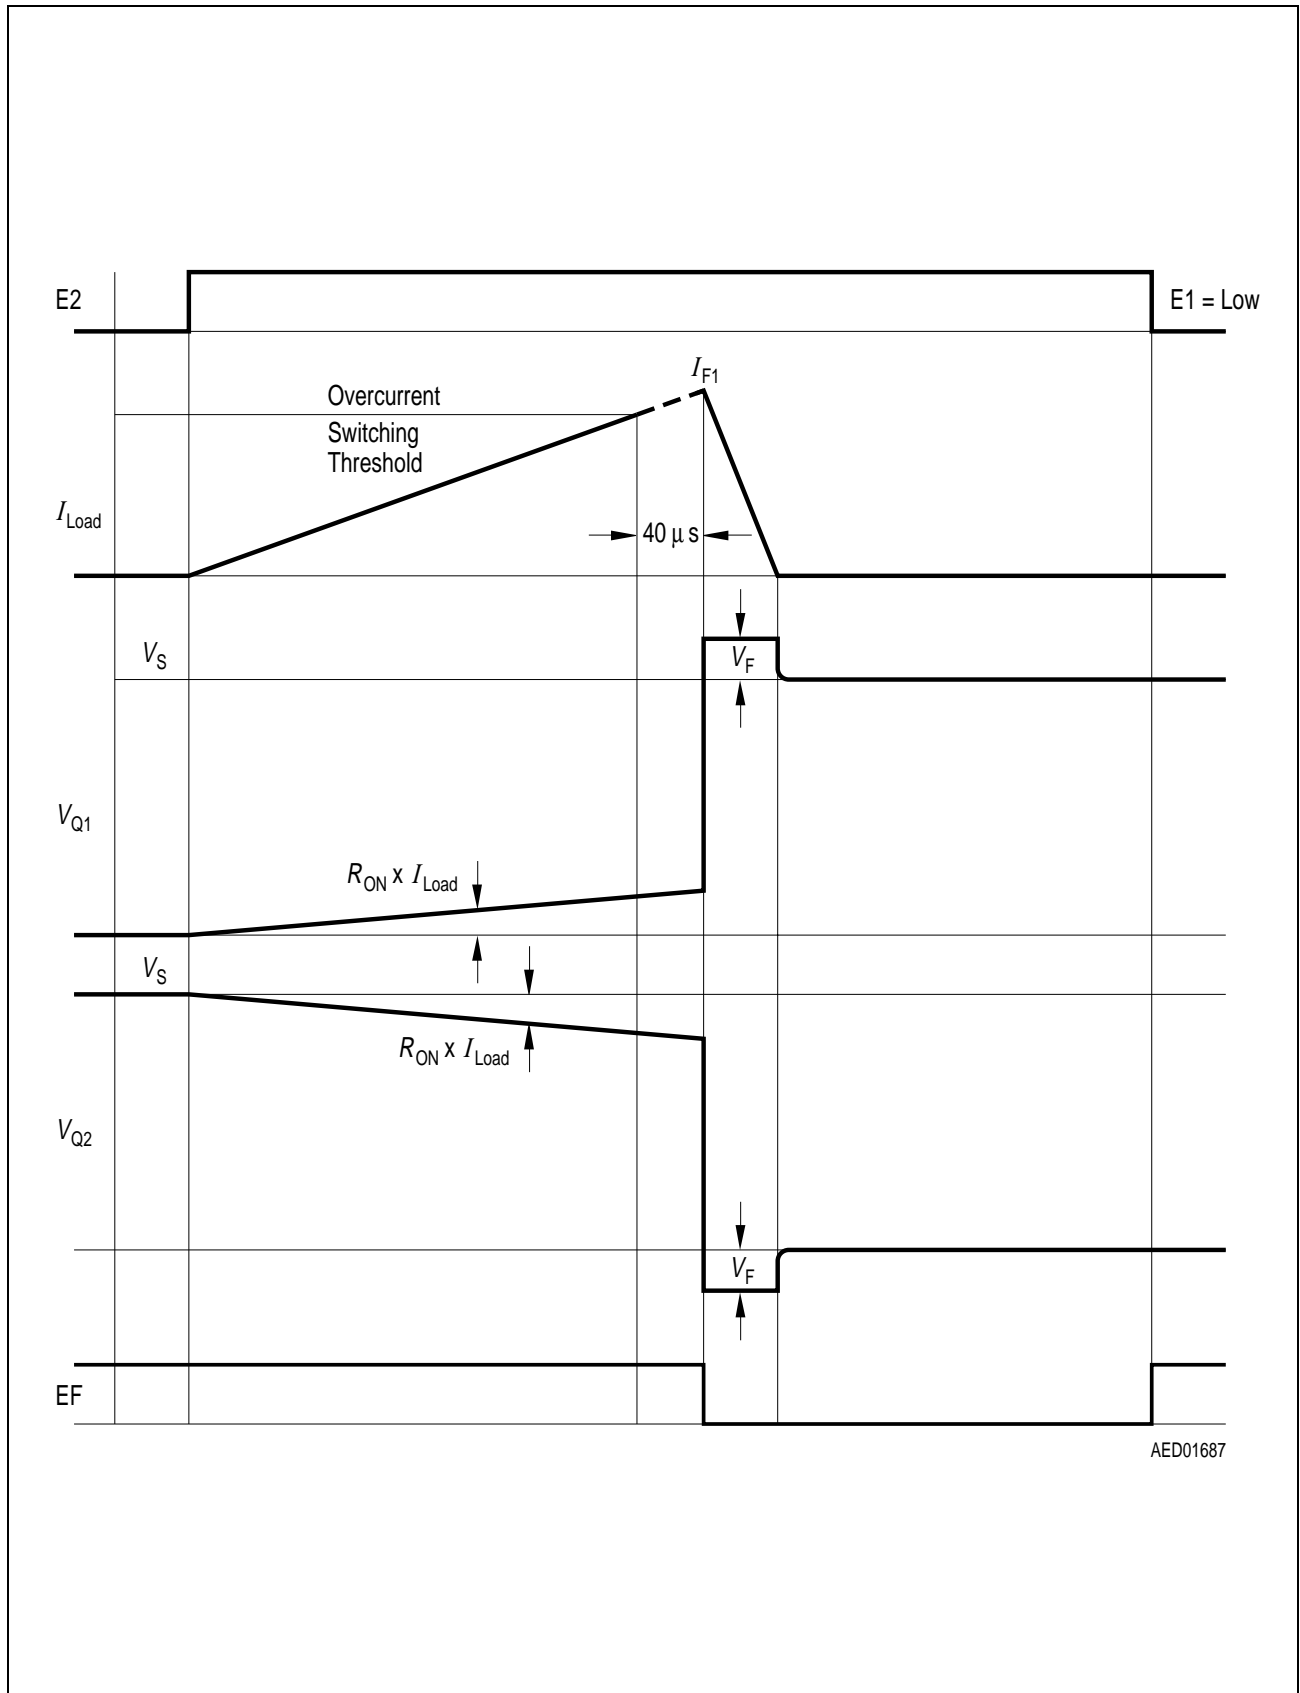 E2
E1 = Low
I_F1
Overcurrent
Switching
Threshold
I_Load
40 μs
V_S
V_F
V_Q1
R_ON x I_Load
V_S
R_ON x I_Load
V_Q2
V_F
EF
AED01687